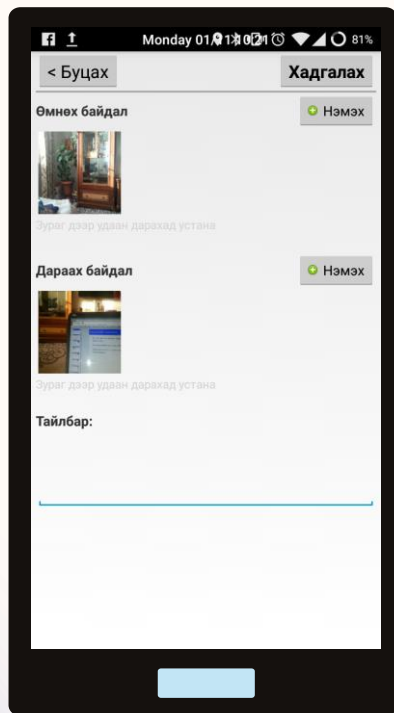 Monday 01
81%
< Буцах
Хадгалах
Өмнөх байдал
Нэмэх
Зураг дээр удаан дарахад устана
Дараах байдал
Нэмэх
Зураг дээр удаан дарахад устана
Тайлбар: